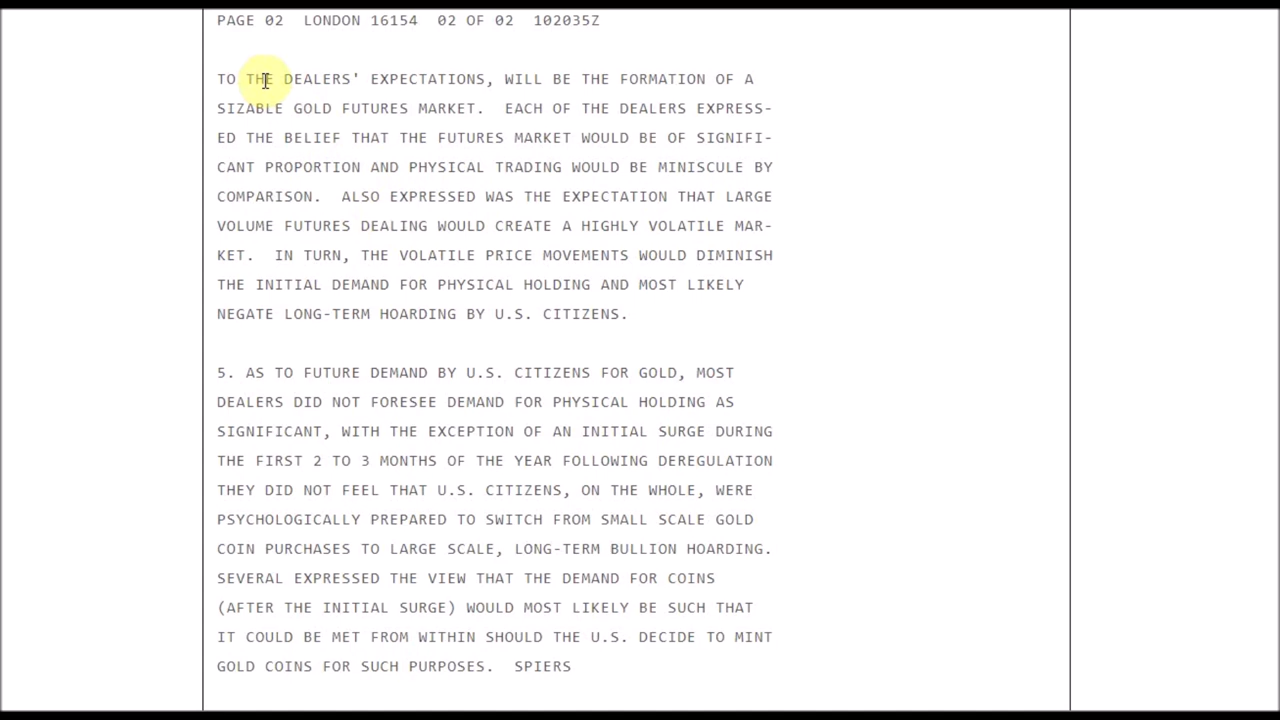 PAGE 02  LONDON 16154  02 OF 02  102035Z
TO THE DEALERS' EXPECTATIONS, WILL BE THE FORMATION OF A
SIZABLE GOLD FUTURES MARKET.  EACH OF THE DEALERS EXPRESS-
ED THE BELIEF THAT THE FUTURES MARKET WOULD BE OF SIGNIFI-
CANT PROPORTION AND PHYSICAL TRADING WOULD BE MINISCULE BY
COMPARISON.  ALSO EXPRESSED WAS THE EXPECTATION THAT LARGE
VOLUME FUTURES DEALING WOULD CREATE A HIGHLY VOLATILE MAR-
KET.  IN TURN, THE VOLATILE PRICE MOVEMENTS WOULD DIMINISH
THE INITIAL DEMAND FOR PHYSICAL HOLDING AND MOST LIKELY
NEGATE LONG-TERM HOARDING BY U.S. CITIZENS.
5. AS TO FUTURE DEMAND BY U.S. CITIZENS FOR GOLD, MOST
DEALERS DID NOT FORESEE DEMAND FOR PHYSICAL HOLDING AS
SIGNIFICANT, WITH THE EXCEPTION OF AN INITIAL SURGE DURING
THE FIRST 2 TO 3 MONTHS OF THE YEAR FOLLOWING DEREGULATION
THEY DID NOT FEEL THAT U.S. CITIZENS, ON THE WHOLE, WERE
PSYCHOLOGICALLY PREPARED TO SWITCH FROM SMALL SCALE GOLD
COIN PURCHASES TO LARGE SCALE, LONG-TERM BULLION HOARDING.
SEVERAL EXPRESSED THE VIEW THAT THE DEMAND FOR COINS
(AFTER THE INITIAL SURGE) WOULD MOST LIKELY BE SUCH THAT
IT COULD BE MET FROM WITHIN SHOULD THE U.S. DECIDE TO MINT
GOLD COINS FOR SUCH PURPOSES.  SPIERS